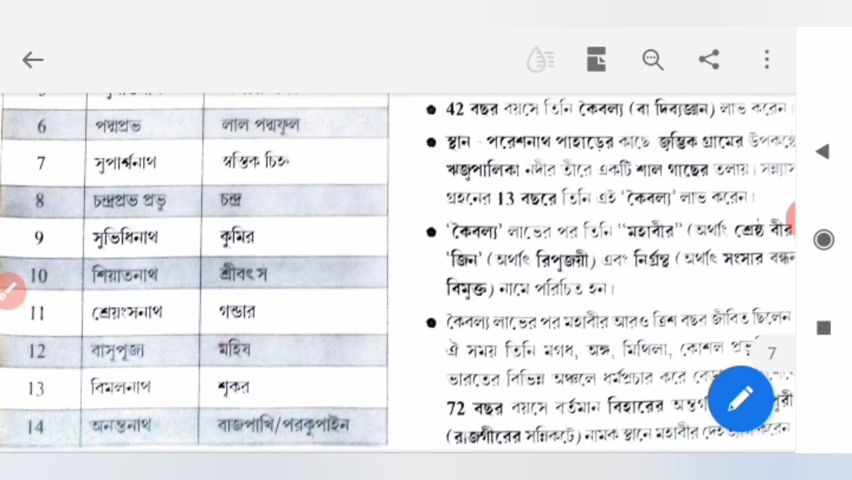 6 পদ্মপ্রভ লাল পদ্মফুল
7 সুপার্শ্বনাথ স্বস্তিক চিহ্ন
8 চন্দ্রপ্রভ প্রভু চন্দ্র
9 সুভিধিনাথ কুমির
10 শিয়াতনাথ শ্রীবৎ স
11 শ্রেয়ংসনাথ গন্ডার
12 বাসুপূজ্য মহিষ
13 বিমলনাথ শূকর
14 অনন্তনাথ বাজপাখি/পরকুপাইন
● 42 বছর বয়সে তিনি কৈবল্য (বা দিব্যজ্ঞান) লাভ করেন।
● স্থান - পরেশনাথ পাহাড়ের কাছে জৃম্ভিক গ্রামের উপকণ্ঠে
ঋজুপালিকা নদীর তীরে একটি শাল গাছের তলায়। সন্ন্যাস
গ্রহনের 13 বছরে তিনি এই ‘কৈবল্য’ লাভ করেন।
● ‘কৈবল্য’ লাভের পর তিনি “মহাবীর” (অর্থাৎ শ্রেষ্ঠ বীর
‘জিন’ (অর্থাৎ রিপুজয়ী) এবং নির্গ্রন্থ (অর্থাৎ সংসার বন্ধন
বিমুক্ত) নামে পরিচিত হন।
● কৈবল্য লাভের পর মহাবীর আরও ত্রিশ বছর জীবিত ছিলেন
ঐ সময় তিনি মগধ, অঙ্গ, মিথিলা, কোশল 7
ভারতের বিভিন্ন অঞ্চলে ধর্মপ্রচার করে
72 বছর বয়সে বর্তমান বিহারের
(রাজগীরের সন্নিকটে) নামক স্থানে মহাবীর করেন